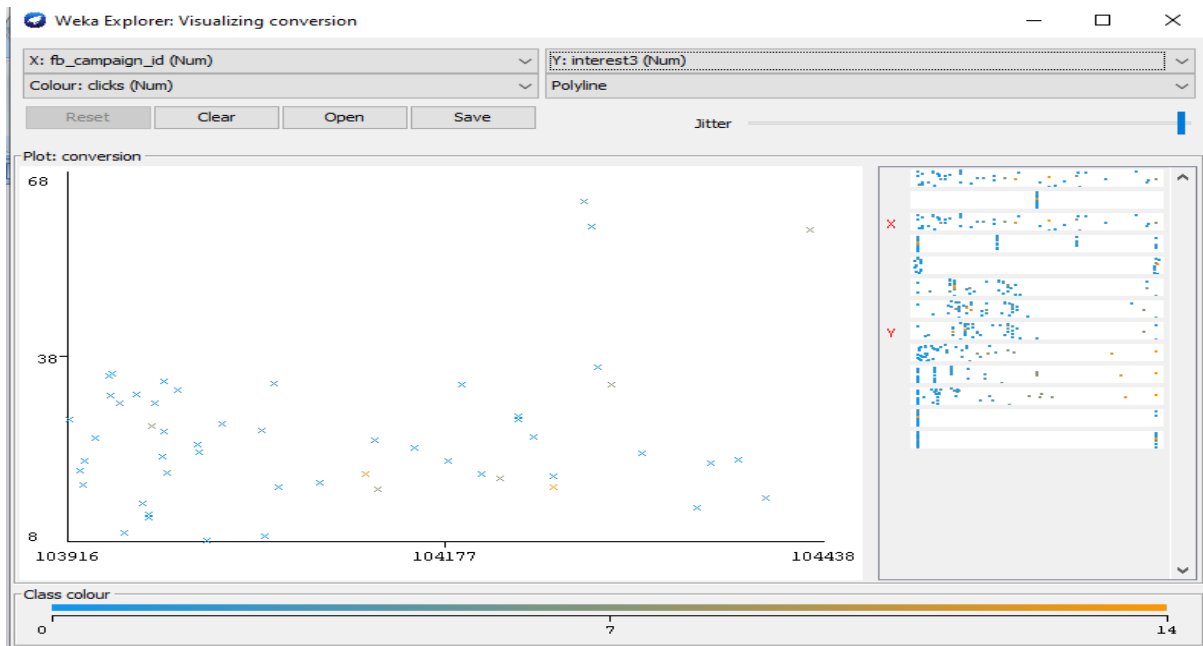 Weka Explorer: Visualizing conversion
X: fb_campaign_id (Num) Y: interest3 (Num)
Colour: clicks (Num) Polyline
Reset Clear Open Save Jitter
Plot: conversion
68
38
8
103916 104177 104438
X
Y
Class colour
0 7 14